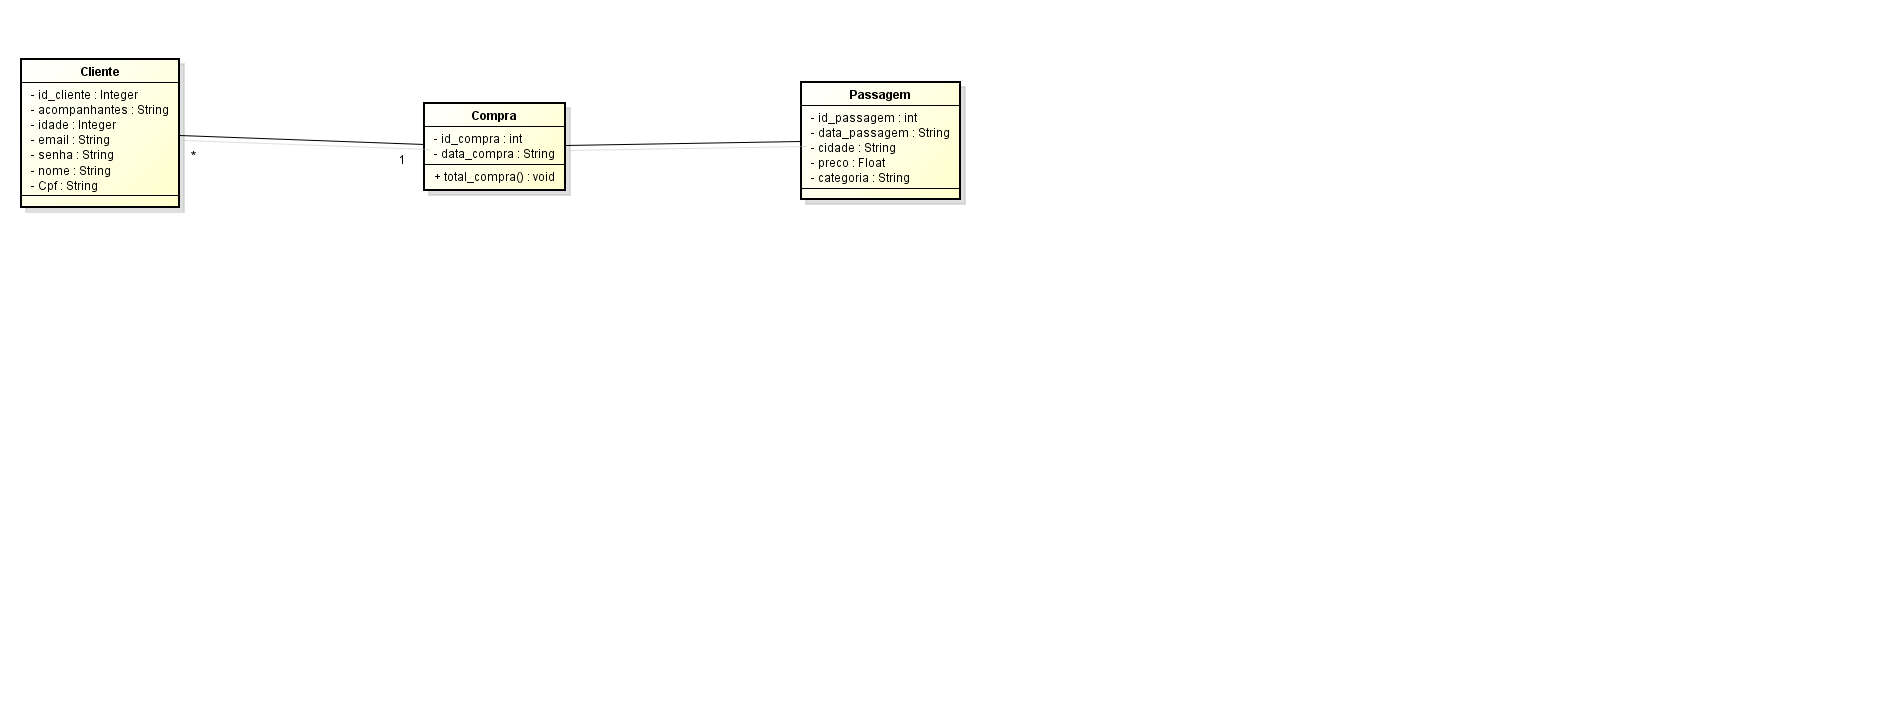 Cliente
- id_cliente : Integer
- acompanhantes : String
- idade : Integer
- email : String
- senha : String
- nome : String
- Cpf : String
*
1
Compra
- id_compra : int
- data_compra : String
+ total_compra() : void
Passagem
- id_passagem : int
- data_passagem : String
- cidade : String
- preco : Float
- categoria : String